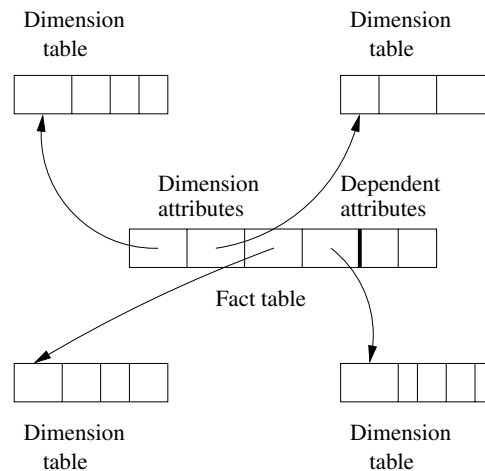 Dimension
table
Dimension
table
Dimension
attributes
Dependent
attributes
Fact table
Dimension
table
Dimension
table